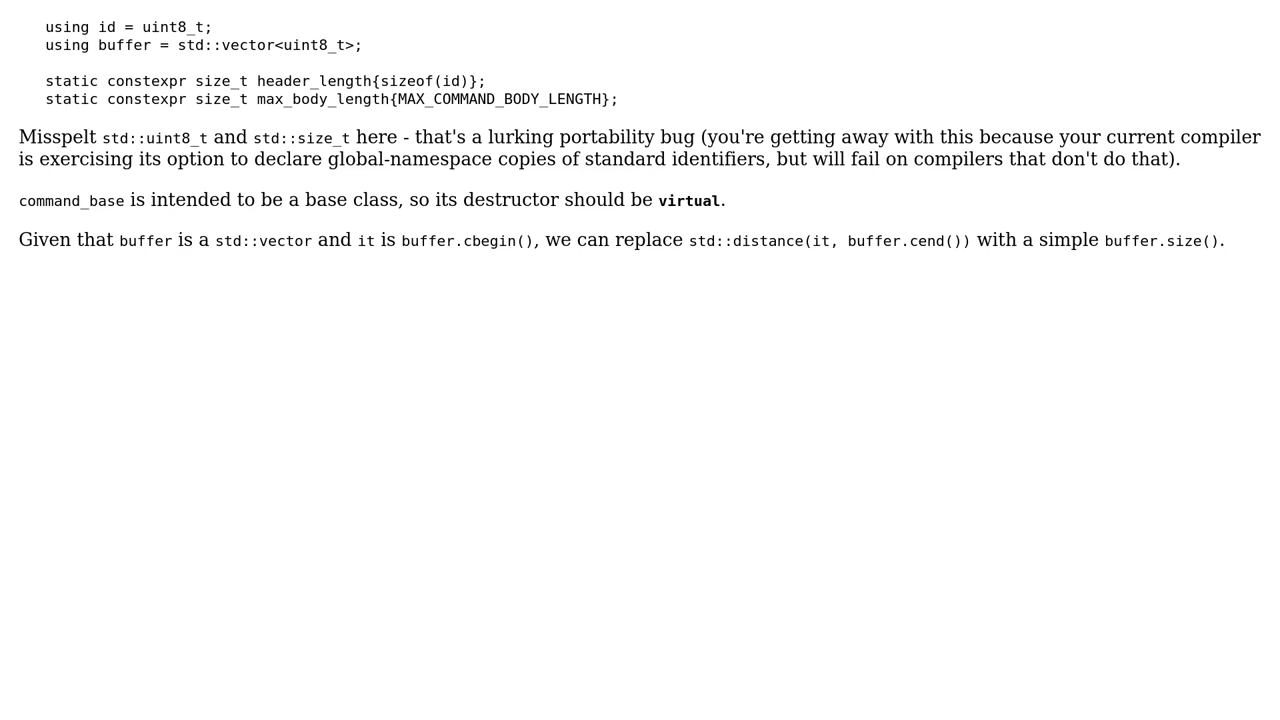 using id = uint8_t;
using buffer = std::vector<uint8_t>;
static constexpr size_t header_length{sizeof(id)};
static constexpr size_t max_body_length{MAX_COMMAND_BODY_LENGTH};
Misspelt std::uint8_t and std::size_t here - that's a lurking portability bug (you're getting away with this because your current compiler
is exercising its option to declare global-namespace copies of standard identifiers, but will fail on compilers that don't do that).
command_base is intended to be a base class, so its destructor should be virtual.
Given that buffer is a std::vector and it is buffer.cbegin(), we can replace std::distance(it, buffer.cend()) with a simple buffer.size().